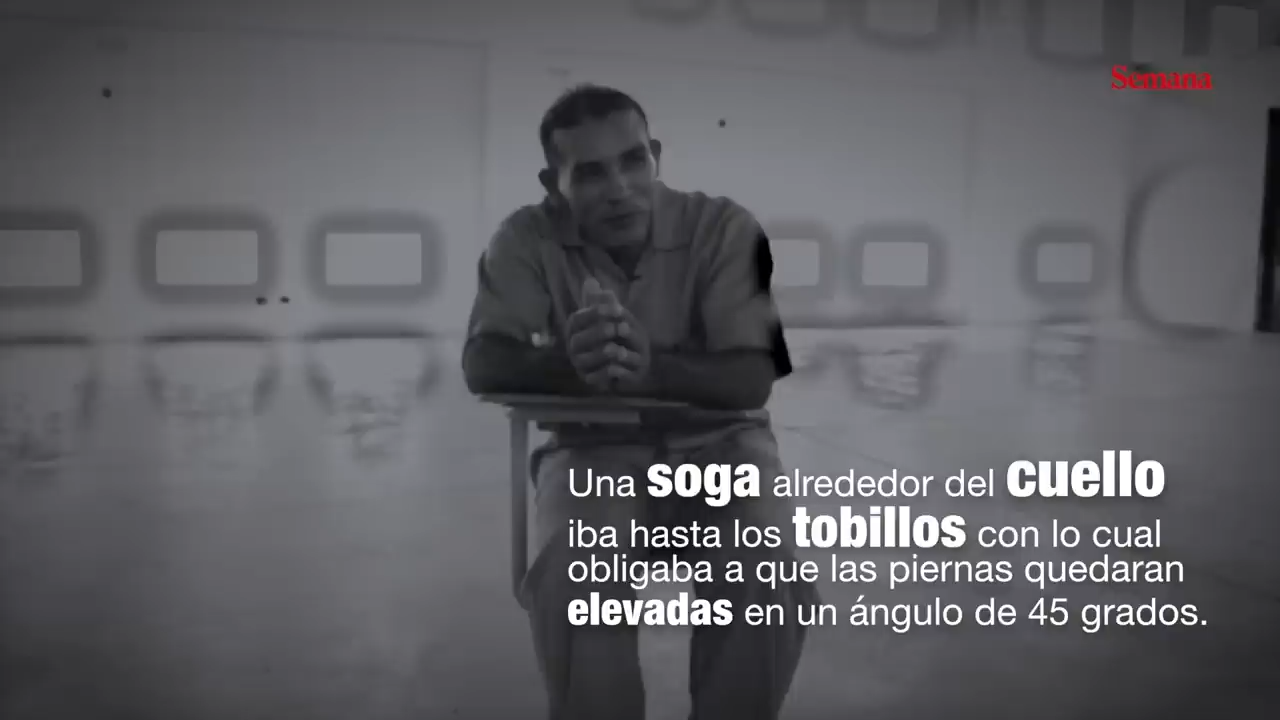 Semana
Una soga alrededor del cuello
iba hasta los tobillos con lo cual
obligaba a que las piernas quedaran
elevadas en un ángulo de 45 grados.